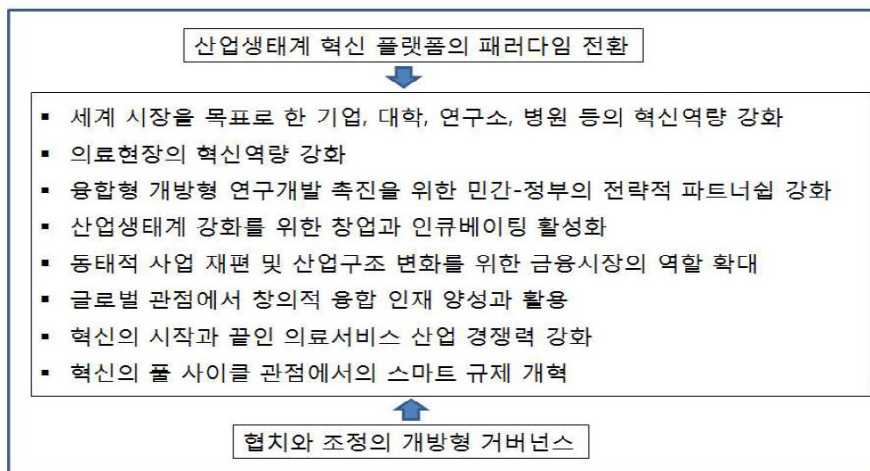 산업생태계 혁신 플랫폼의 패러다임 전환
▪ 세계 시장을 목표로 한 기업, 대학, 연구소, 병원 등의 혁신역량 강화
▪ 의료현장의 혁신역량 강화
▪ 융합형 개방형 연구개발 촉진을 위한 민간-정부의 전략적 파트너쉽 강화
▪ 산업생태계 강화를 위한 창업과 인큐베이팅 활성화
▪ 동태적 사업 재편 및 산업구조 변화를 위한 금융시장의 역할 확대
▪ 글로벌 관점에서 창의적 융합 인재 양성과 활용
▪ 혁신의 시작과 끝인 의료서비스 산업 경쟁력 강화
▪ 혁신의 풀 사이클 관점에서의 스마트 규제 개혁
협치와 조정의 개방형 거버넌스